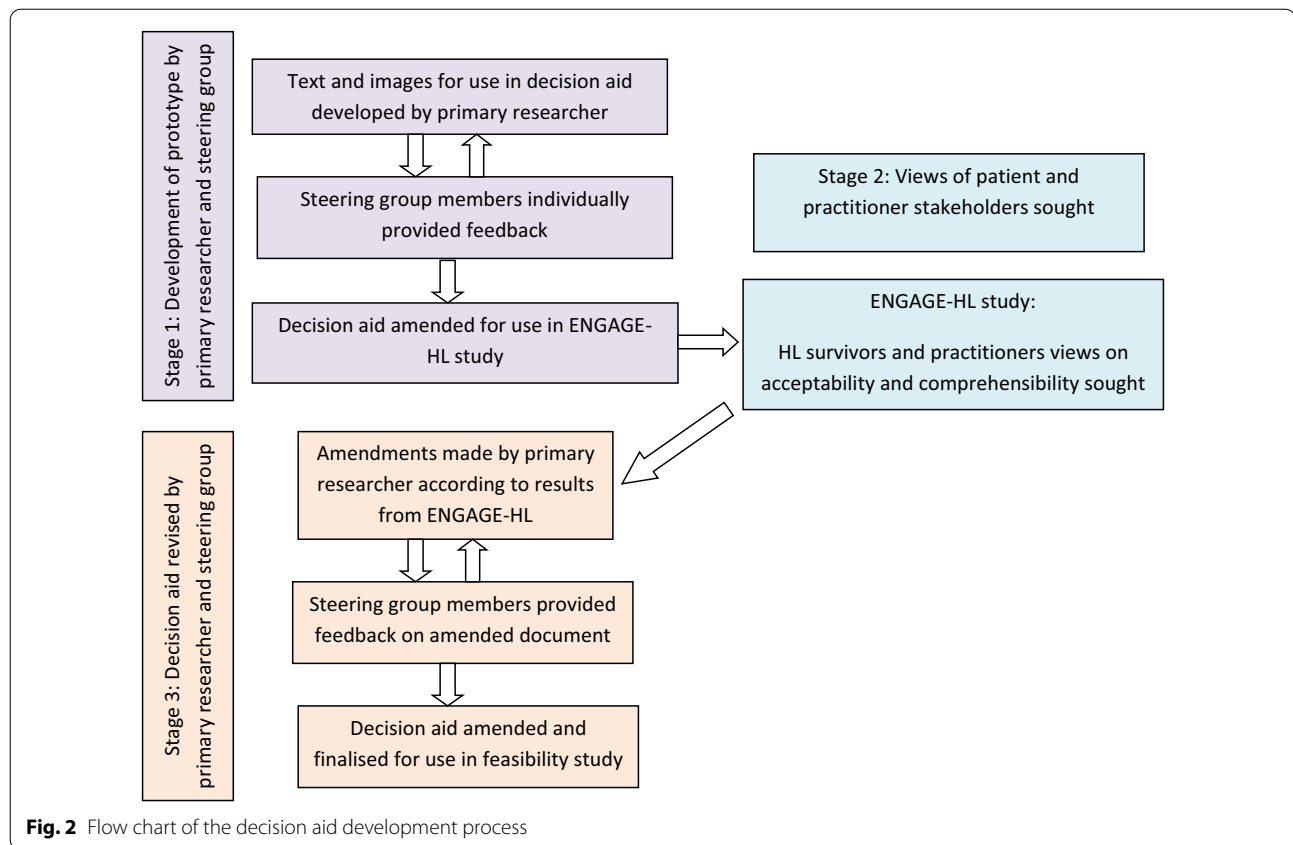 Stage 1: Development of prototype by
primary researcher and steering group
Text and images for use in decision aid
developed by primary researcher
Steering group members individually
provided feedback
Decision aid amended for use in ENGAGE-
HL study
Stage 2: Views of patient and
practitioner stakeholders sought
ENGAGE-HL study:
HL survivors and practitioners views on
acceptability and comprehensibility sought
Stage 3: Decision aid revised by
primary researcher and steering group
Amendments made by primary
researcher according to results
from ENGAGE-HL
Steering group members provided
feedback on amended document
Decision aid amended and
finalised for use in feasibility study
Fig. 2 Flow chart of the decision aid development process